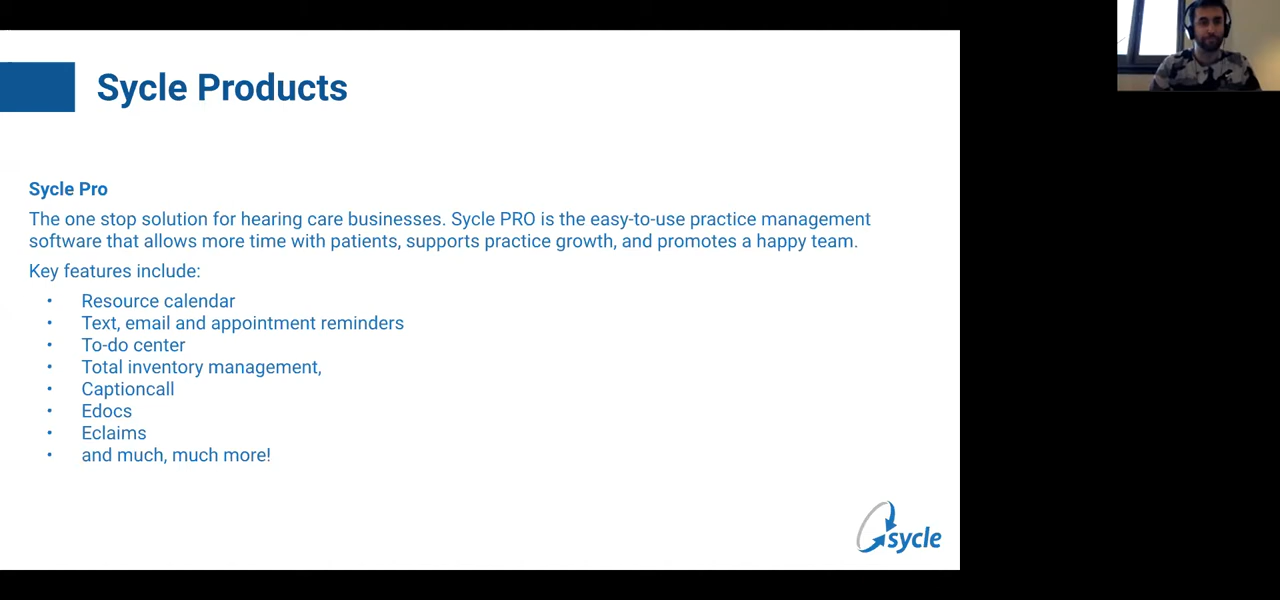 Sycle Products
Sycle Pro
The one stop solution for hearing care businesses. Sycle PRO is the easy-to-use practice management
software that allows more time with patients, supports practice growth, and promotes a happy team.
Key features include:
• Resource calendar
• Text, email and appointment reminders
• To-do center
• Total inventory management,
• Captioncall
• Edocs
• Eclaims
• and much, much more!
sycle